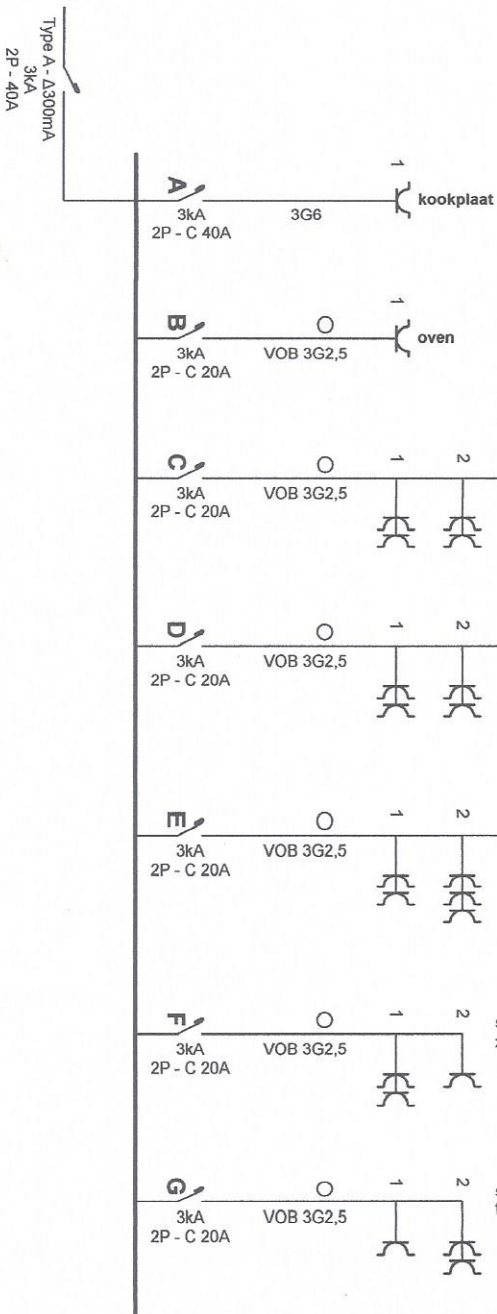 Type A - Δ300mA
3kA
2P - 40A
A
3kA
2P - C 40A
3G6
1
kookplaat
B
3kA
2P - C 20A
VOB 3G2,5
1
oven
C
3kA
2P - C 20A
VOB 3G2,5
1
2
D
3kA
2P - C 20A
VOB 3G2,5
1
2
E
3kA
2P - C 20A
VOB 3G2,5
1
2
F
3kA
2P - C 20A
VOB 3G2,5
1
2
G
3kA
2P - C 20A
VOB 3G2,5
1
2